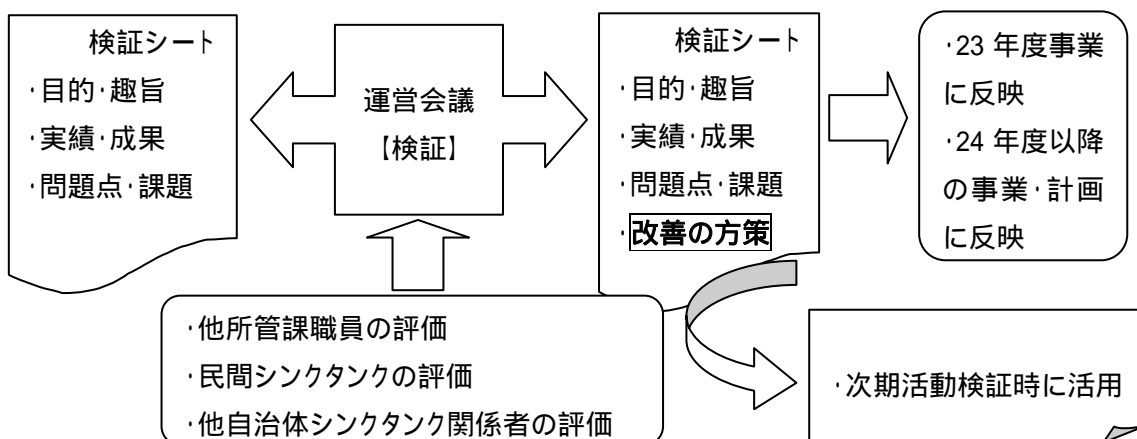 検証シート
・目的・趣旨
・実績・成果
・問題点・課題
運営会議
【検証】
検証シート
・目的・趣旨
・実績・成果
・問題点・課題
・改善の方策
・23 年度事業
に反映
・24 年度以降
の事業・計画
に反映
・他所管課職員の評価
・民間シンクタンクの評価
・他自治体シンクタンク関係者の評価
・次期活動検証時に活用